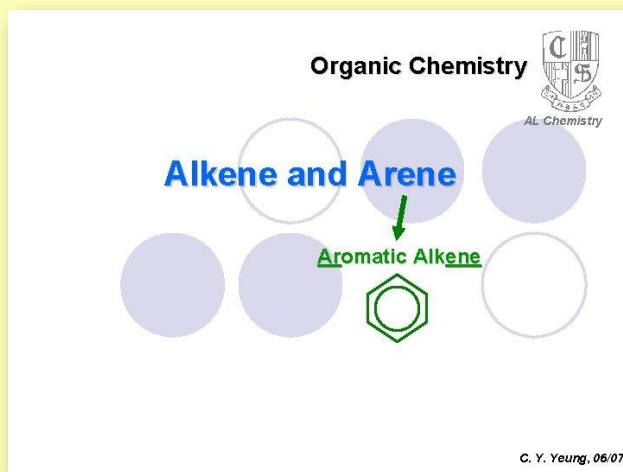 Organic Chemistry
C S
AL Chemistry
Alkene and Arene
Aromatic Alkene
C. Y. Yeung, 06/07